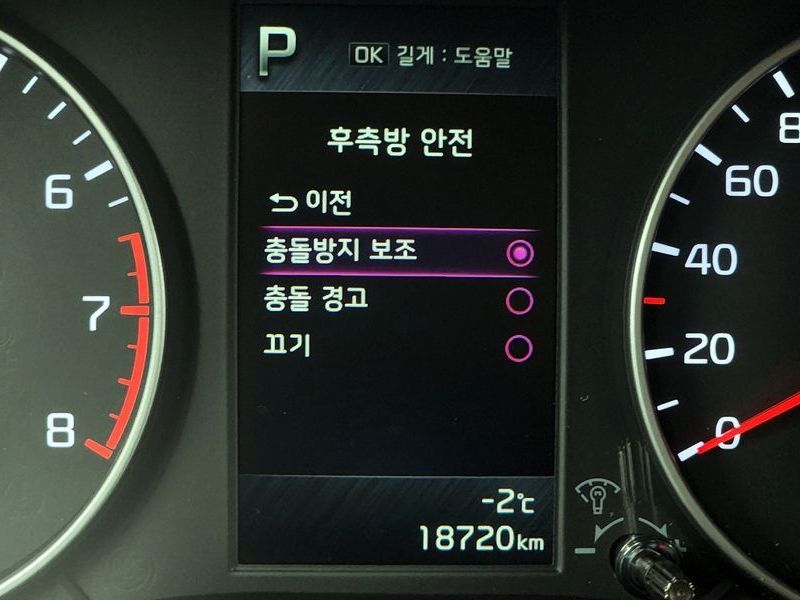 P
OK 길게 : 도움말
후측방 안전
이전
충돌방지 보조
충돌 경고
끄기
-2℃
18720km
6
7
8
8
60
40
20
0